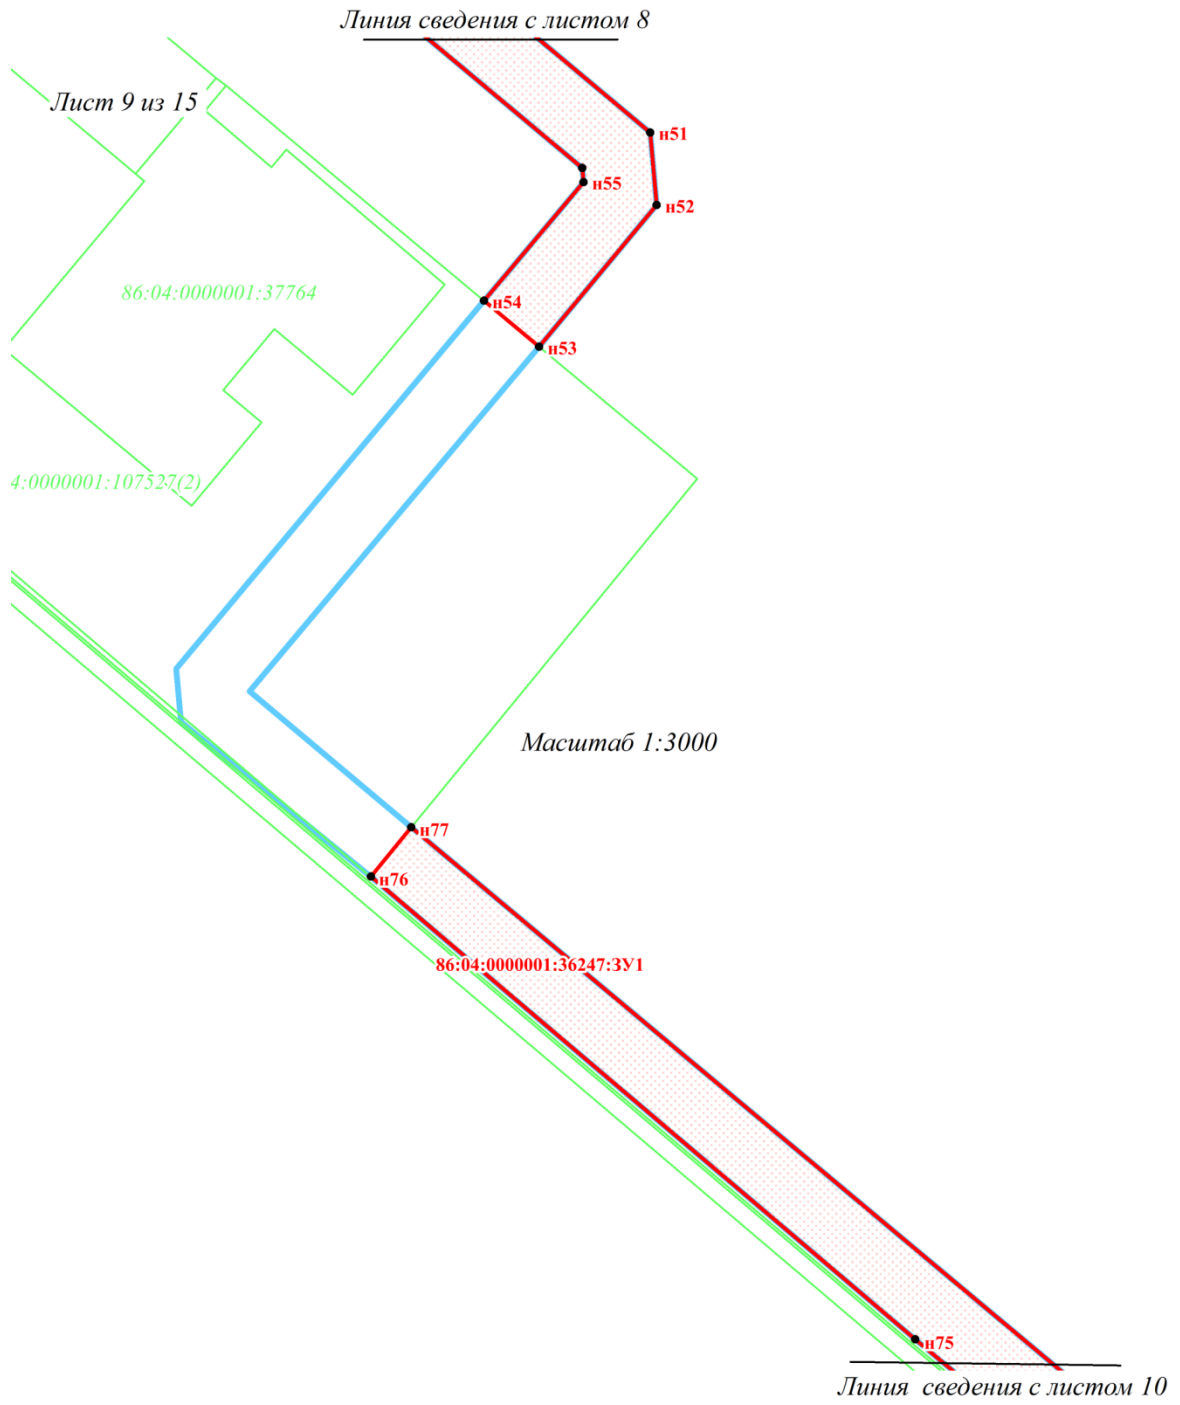 Линия сведения с листом 8
Лист 9 из 15
н51
н55
н52
86:04:0000001:37764
н54
н53
4:0000001:107527(2)
Масштаб 1:3000
н77
н76
86:04:0000001:36247:ЗУ1
н75
Линия сведения с листом 10